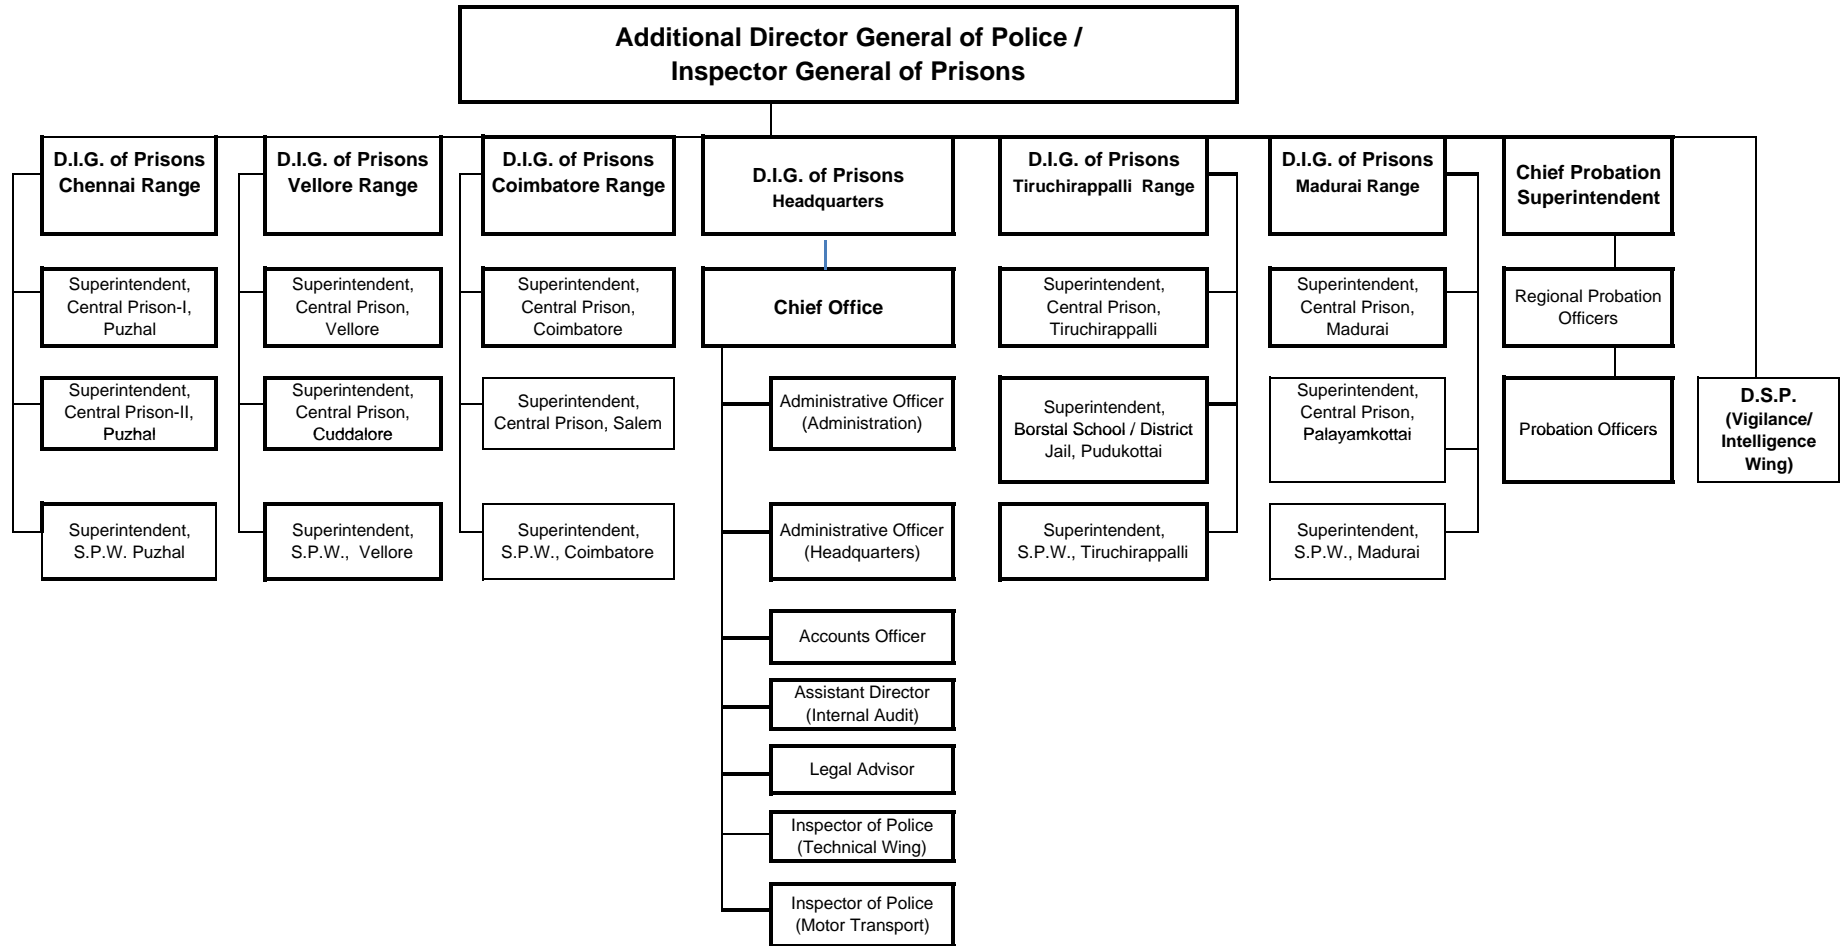 Additional Director General of Police /
Inspector General of Prisons
D.I.G. of Prisons
Chennai Range
D.I.G. of Prisons
Vellore Range
D.I.G. of Prisons
Coimbatore Range
D.I.G. of Prisons
Headquarters
D.I.G. of Prisons
Tiruchirappalli Range
D.I.G. of Prisons
Madurai Range
Chief Probation
Superintendent
Superintendent,
Central Prison-I,
Puzhal
Superintendent,
Central Prison,
Vellore
Superintendent,
Central Prison,
Coimbatore
Chief Office
Superintendent,
Central Prison,
Tiruchirappalli
Superintendent,
Central Prison,
Madurai
Regional Probation
Officers
Superintendent,
Central Prison-II,
Puzhal
Superintendent,
Central Prison,
Cuddalore
Superintendent,
Central Prison, Salem
Administrative Officer
(Administration)
Superintendent,
Borstal School / District
Jail, Pudukottai
Superintendent,
Central Prison,
Palayamkottai
Probation Officers
D.S.P.
(Vigilance/
Intelligence
Wing)
Superintendent,
S.P.W. Puzhal
Superintendent,
S.P.W., Vellore
Superintendent,
S.P.W., Coimbatore
Administrative Officer
(Headquarters)
Superintendent,
S.P.W., Tiruchirappalli
Superintendent,
S.P.W., Madurai
Accounts Officer
Assistant Director
(Internal Audit)
Legal Advisor
Inspector of Police
(Technical Wing)
Inspector of Police
(Motor Transport)